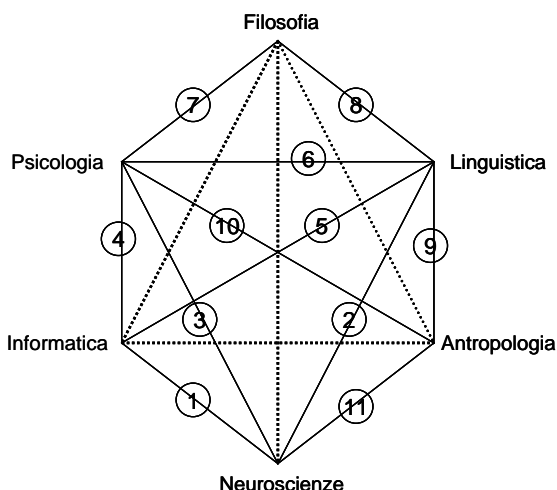 Filosofia
7
8
6
Psicologia
Linguistica
10
5
4
9
3
2
Informatica
Antropologia
1
11
Neuroscienze